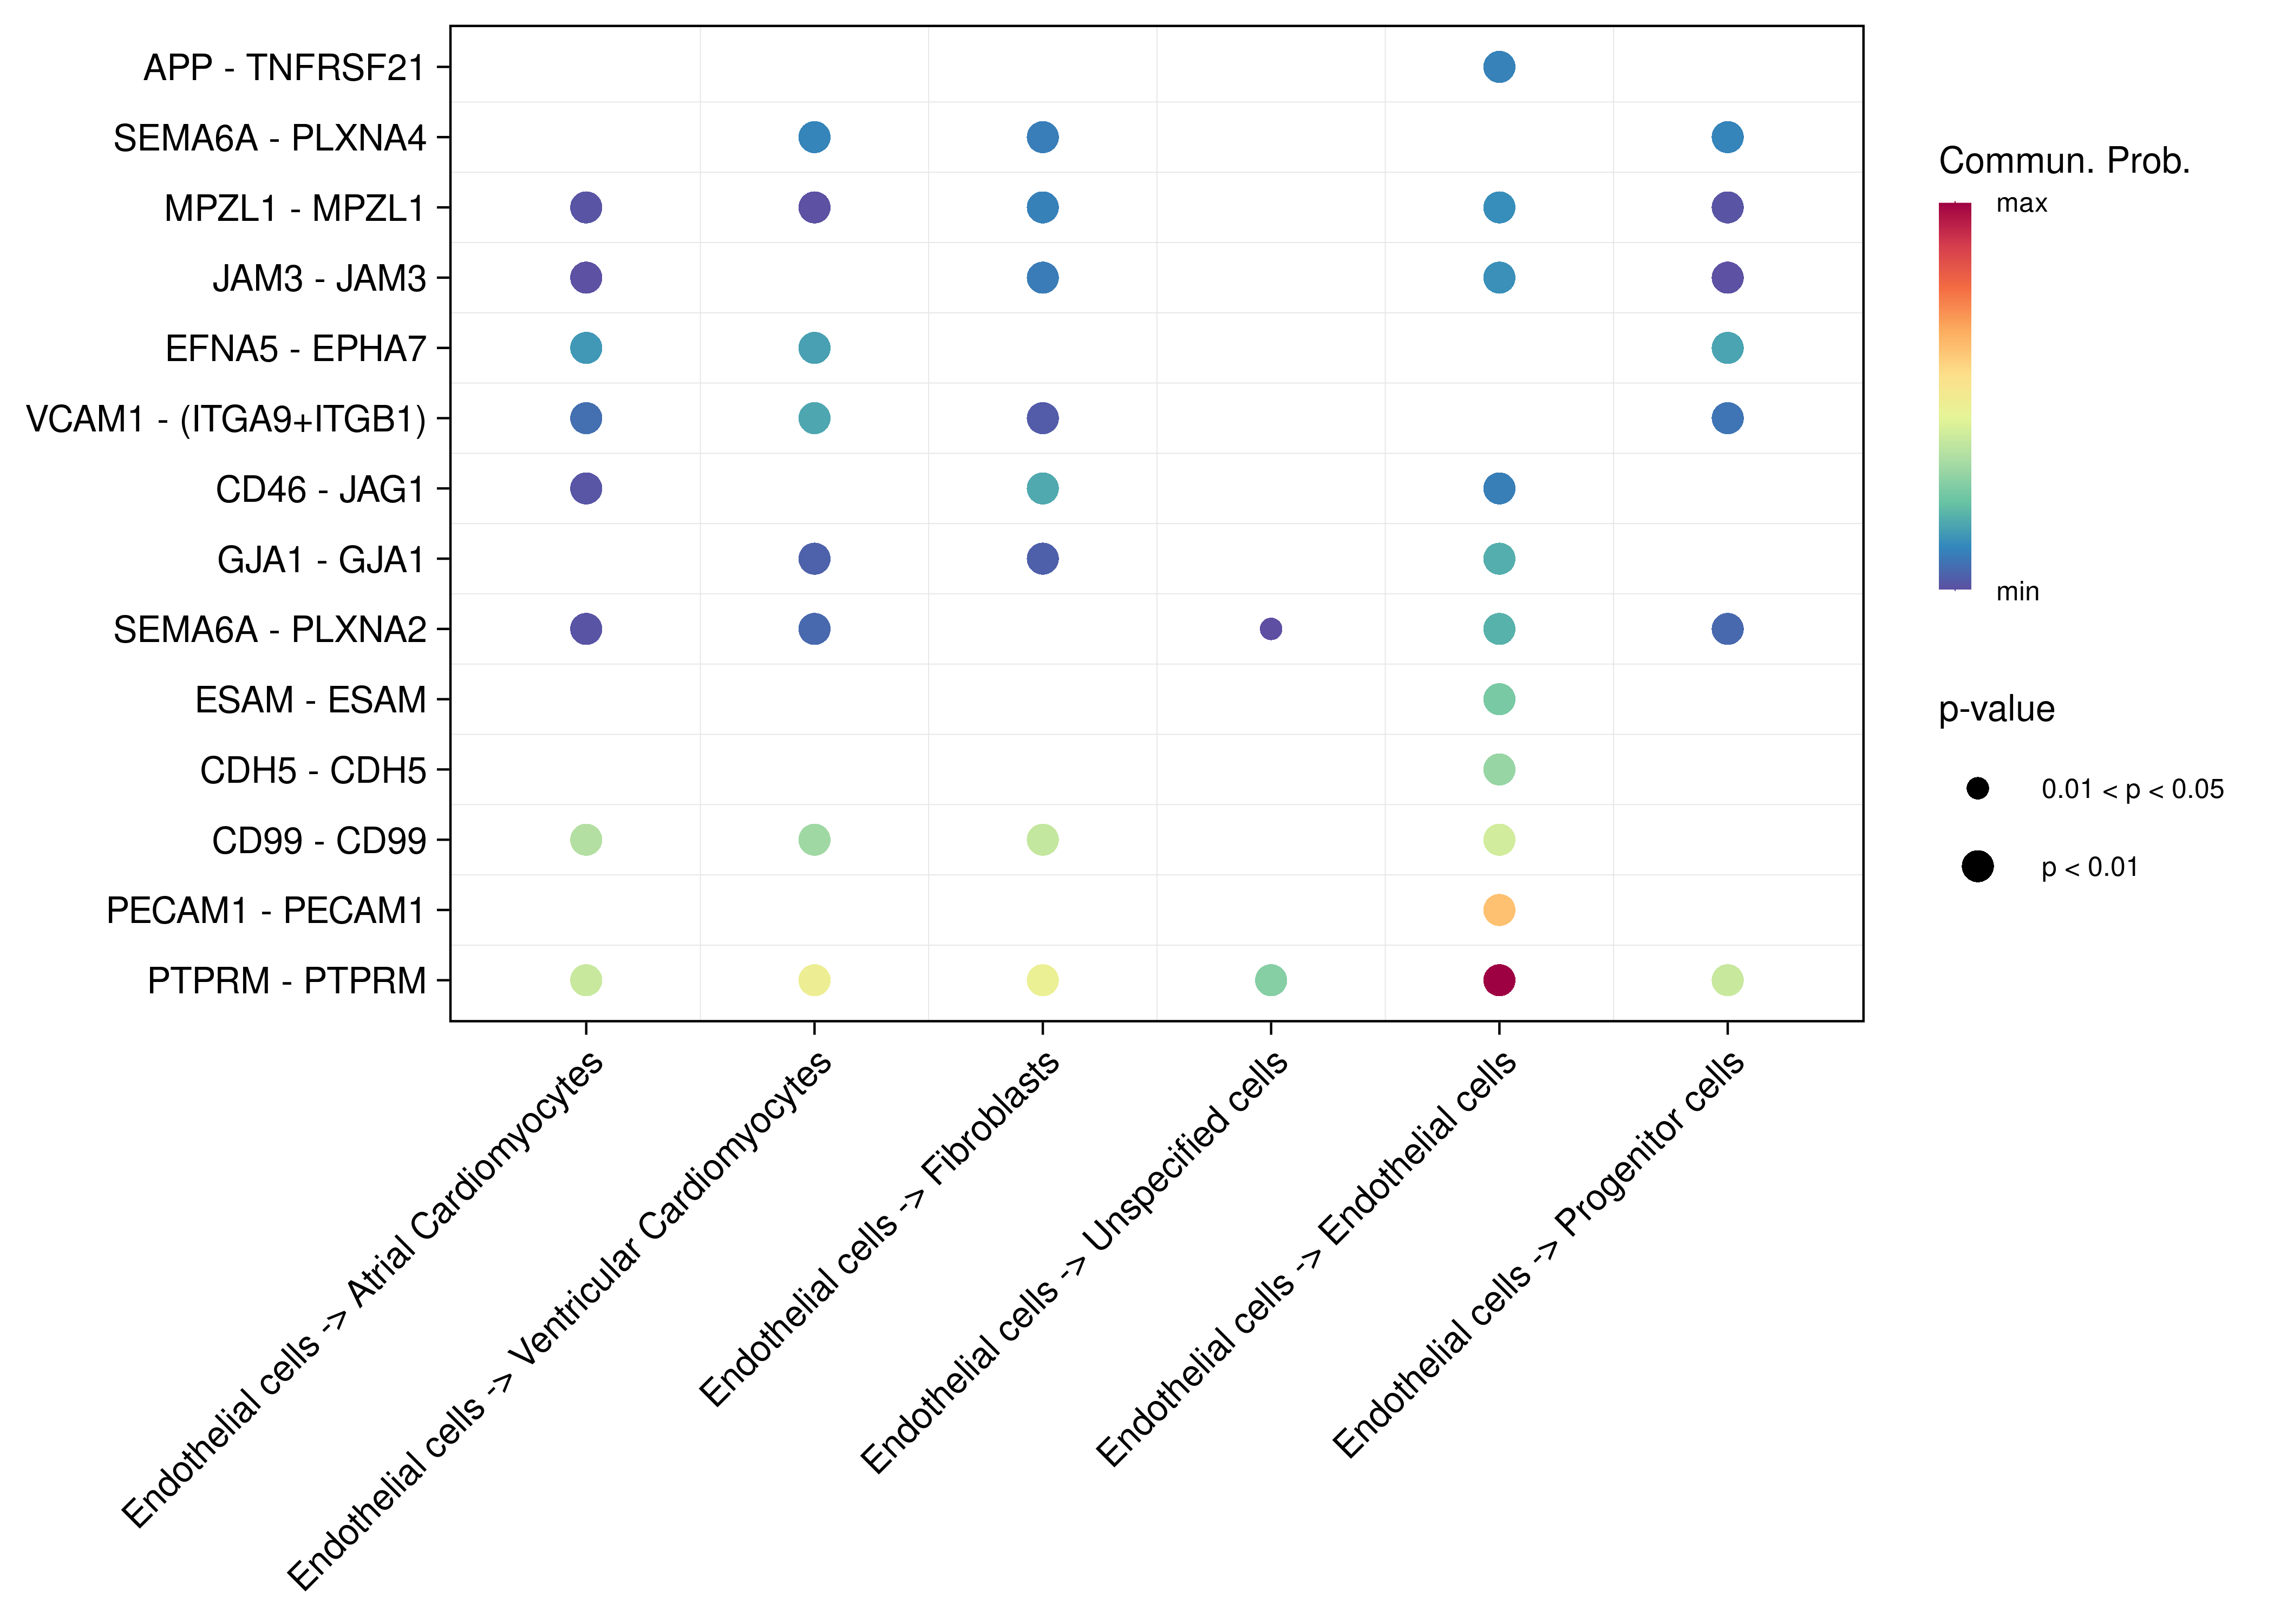 APP - TNFRSF21
SEMA6A - PLXNA4
MPZL1 - MPZL1
JAM3 - JAM3
EFNA5 - EPHA7
VCAM1 - (ITGA9+ITGB1)
CD46 - JAG1
GJA1 - GJA1
SEMA6A - PLXNA2
ESAM - ESAM
CDH5 - CDH5
CD99 - CD99
PECAM1 - PECAM1
PTPRM - PTPRM
Endothelial cells -> Atrial Cardiomyocytes
Endothelial cells -> Ventricular Cardiomyocytes
Endothelial cells -> Fibroblasts
Endothelial cells -> Unspecified cells
Endothelial cells -> Endothelial cells
Endothelial cells -> Progenitor cells
Commun. Prob.
max
min
p-value
0.01 < p < 0.05
p < 0.01